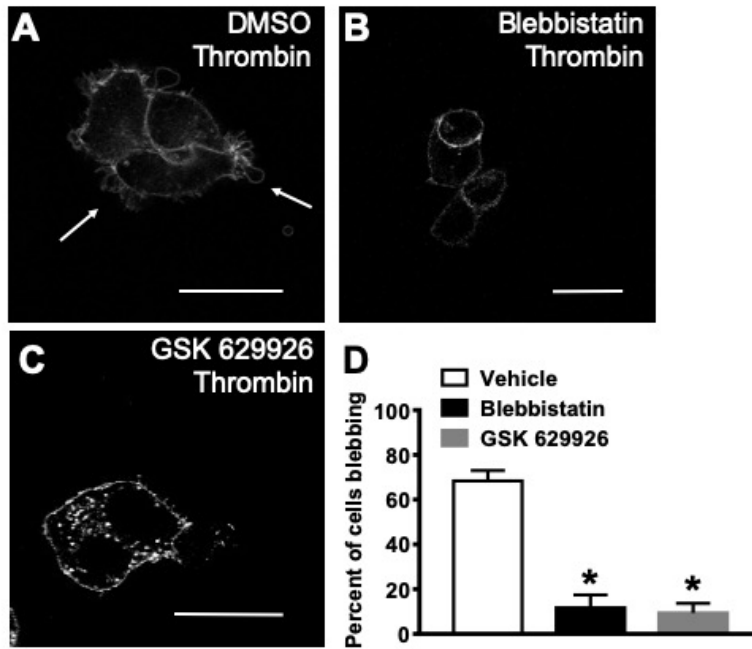 A
DMSO
Thrombin
B
Blebbistatin
Thrombin
C
GSK 629926
Thrombin
D
Vehicle
Blebbistatin
GSK 629926
Percent of cells blebbing
100
80
60
40
20
0
*
*